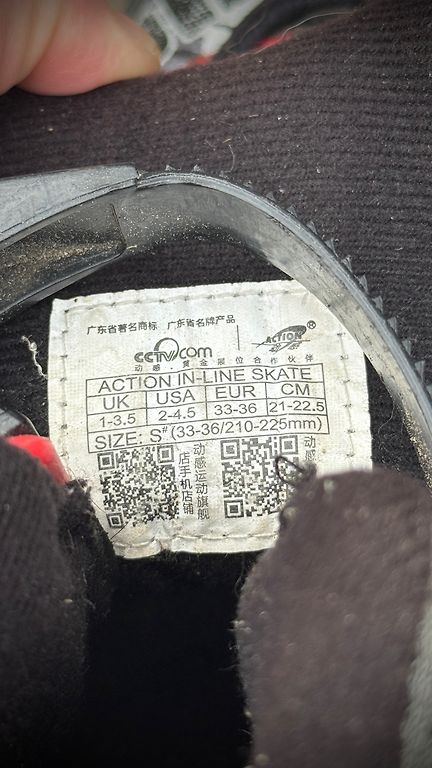 广东省著名商标 广东省名牌产品
CCTV.com
ACTION ®
动感
动感·黄金展位合作伙伴
ACTION IN-LINE SKATE
UK USA EUR CM
1-3.5 2-4.5 33-36 21-22.5
SIZE: S# (33-36/210-225mm)
动感运动旗舰
店手机店铺
动感